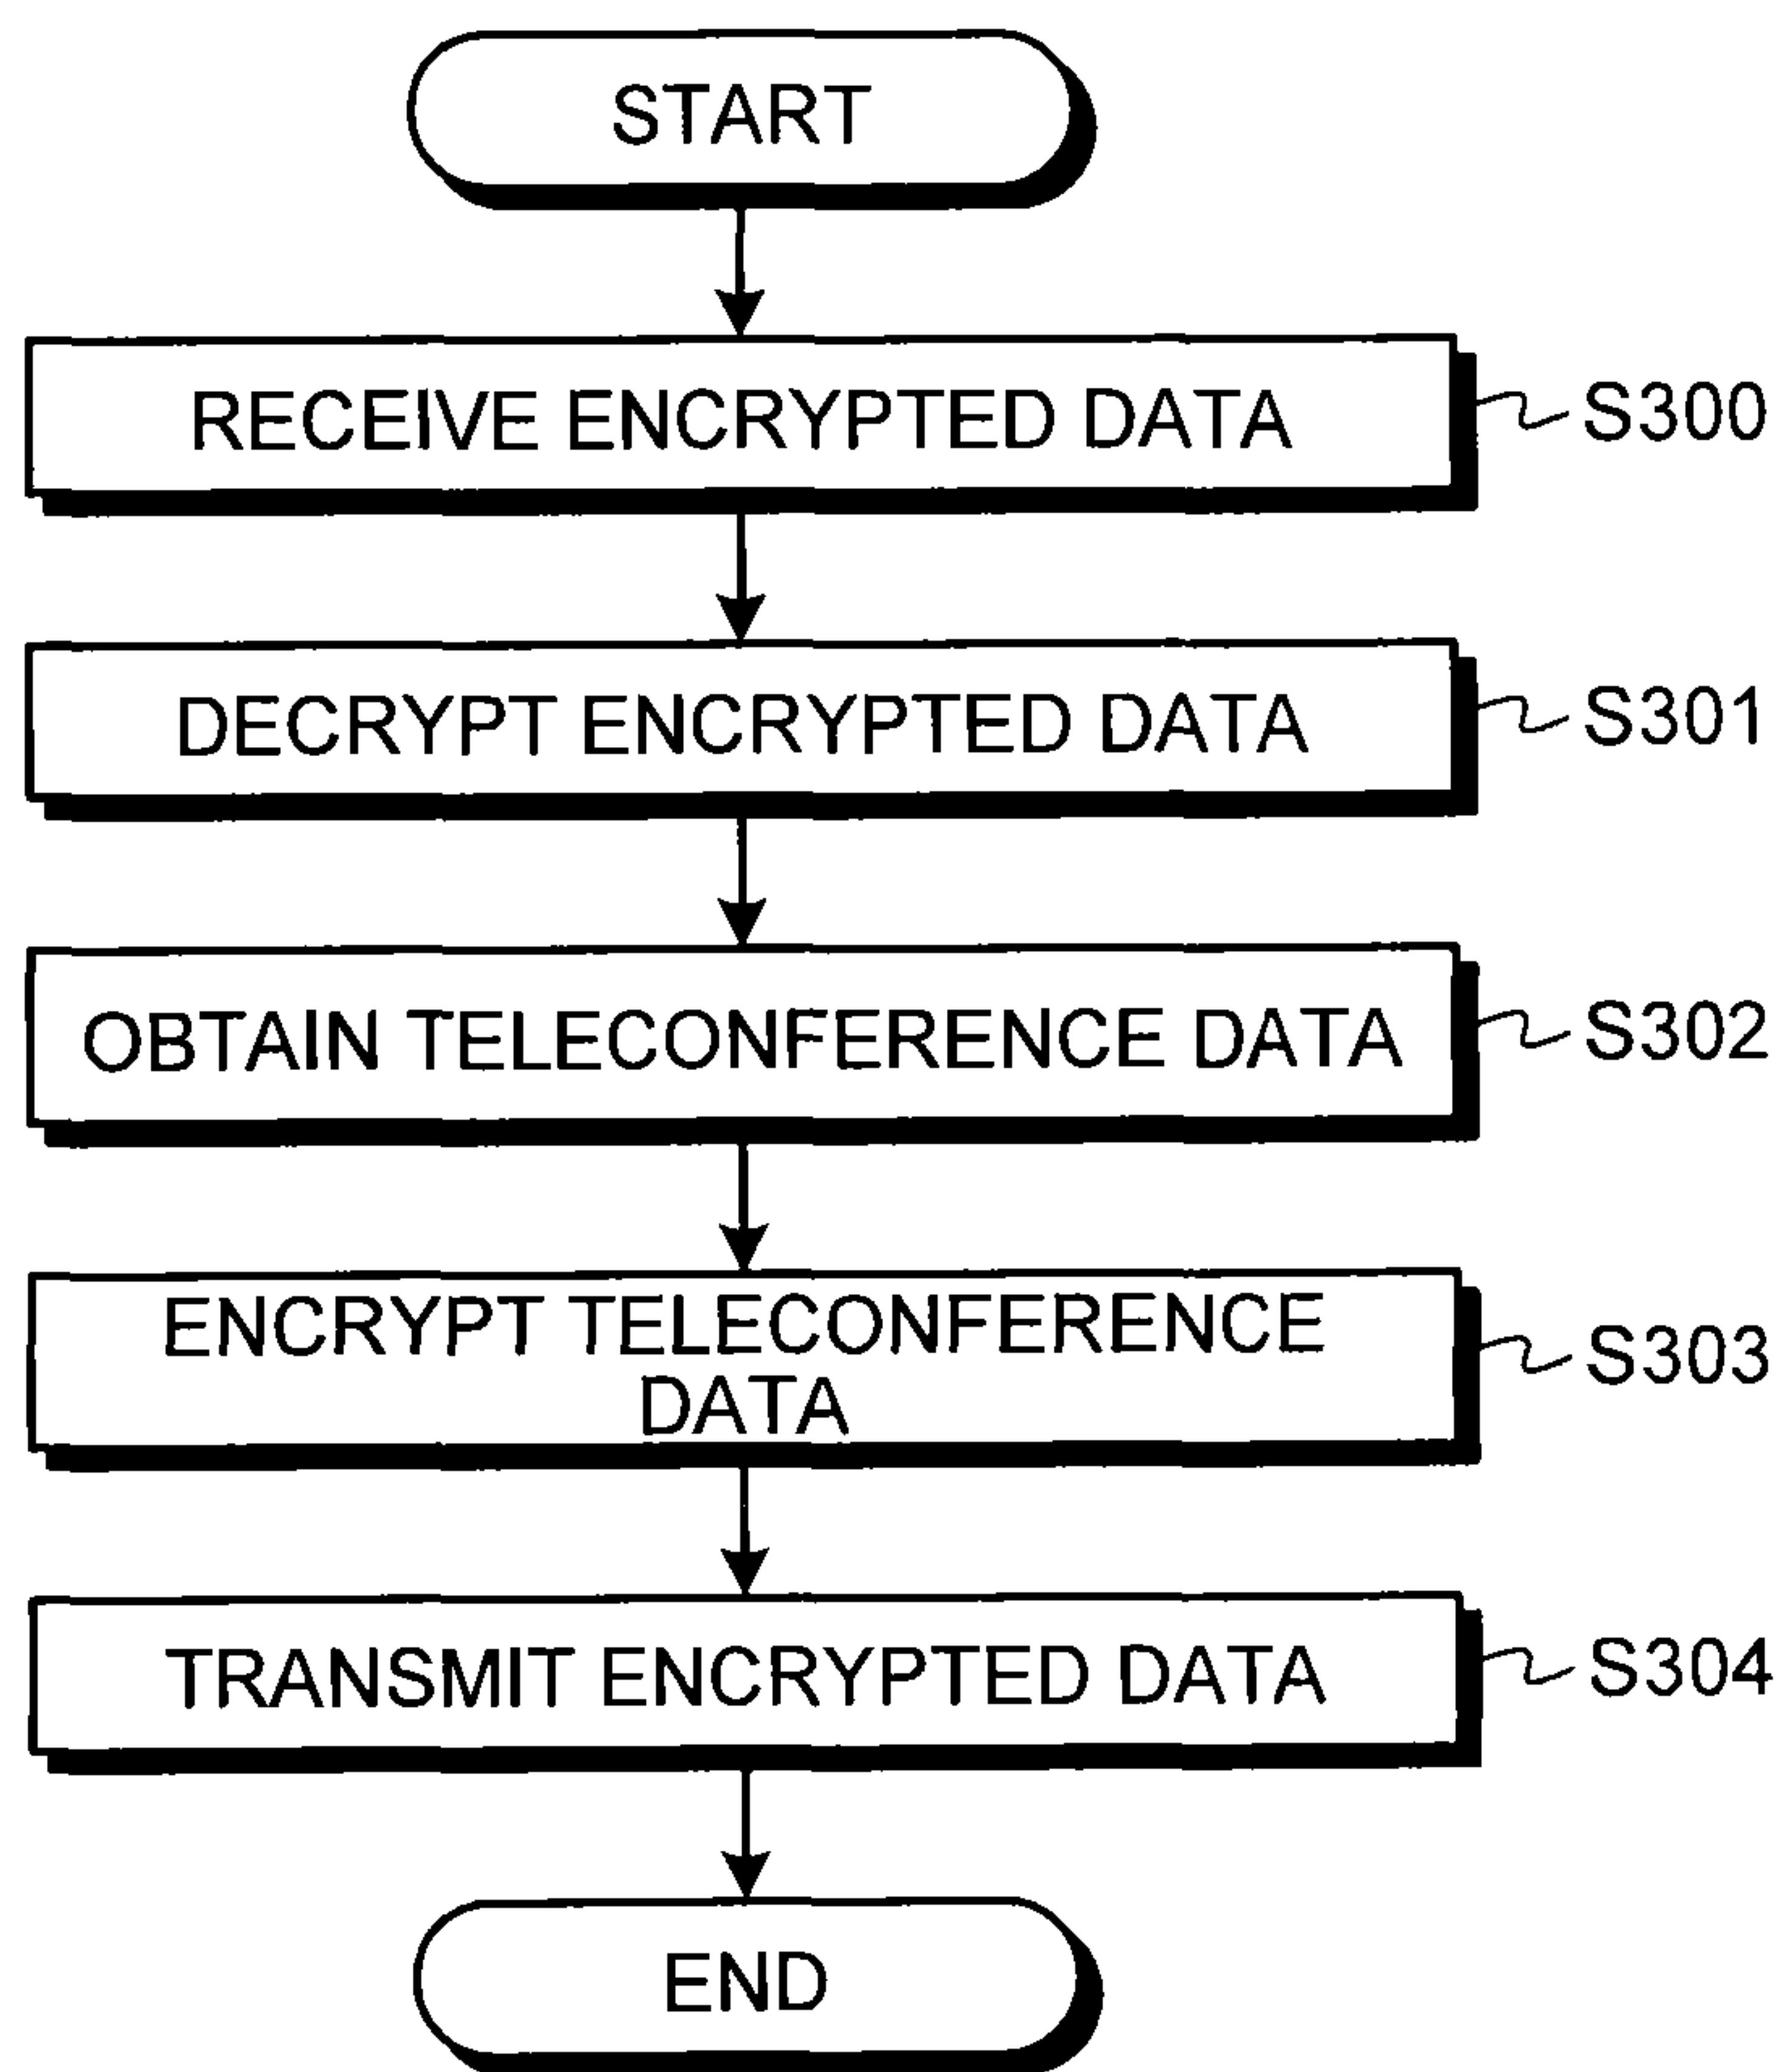 START
RECEIVE ENCRYPTED DATA
S300
DECRYPT ENCRYPTED DATA
S301
OBTAIN TELECONFERENCE DATA
S302
ENCRYPT TELECONFERENCE
DATA
S303
TRANSMIT ENCRYPTED DATA
S304
END